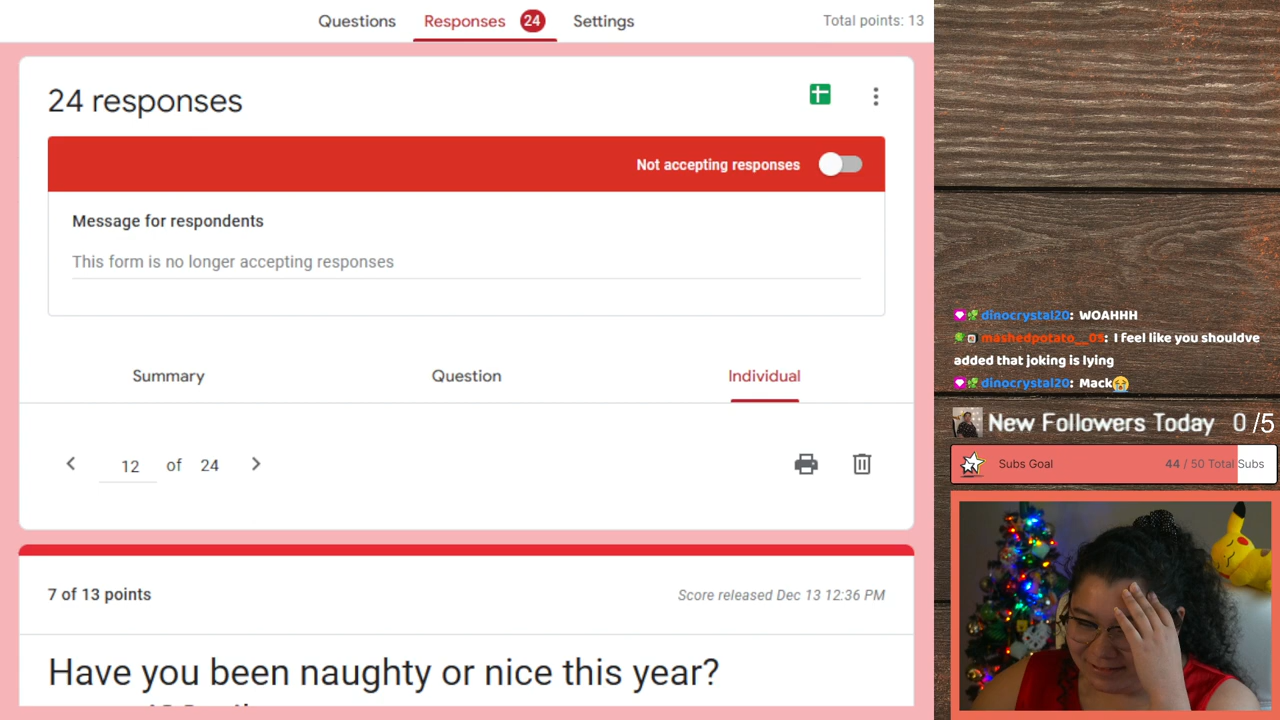 Questions
Responses 24
Settings
Total points: 13
24 responses
Not accepting responses
Message for respondents
This form is no longer accepting responses
Summary
Question
Individual
12 of 24
7 of 13 points
Score released Dec 13 12:36 PM
Have you been naughty or nice this year?
dinocrystal20: WOAHHH
mashedpotato__09: I feel like you shouldve
added that joking is lying
dinocrystal20: Mack😭
New Followers Today 0 /5
Subs Goal 44 / 50 Total Subs